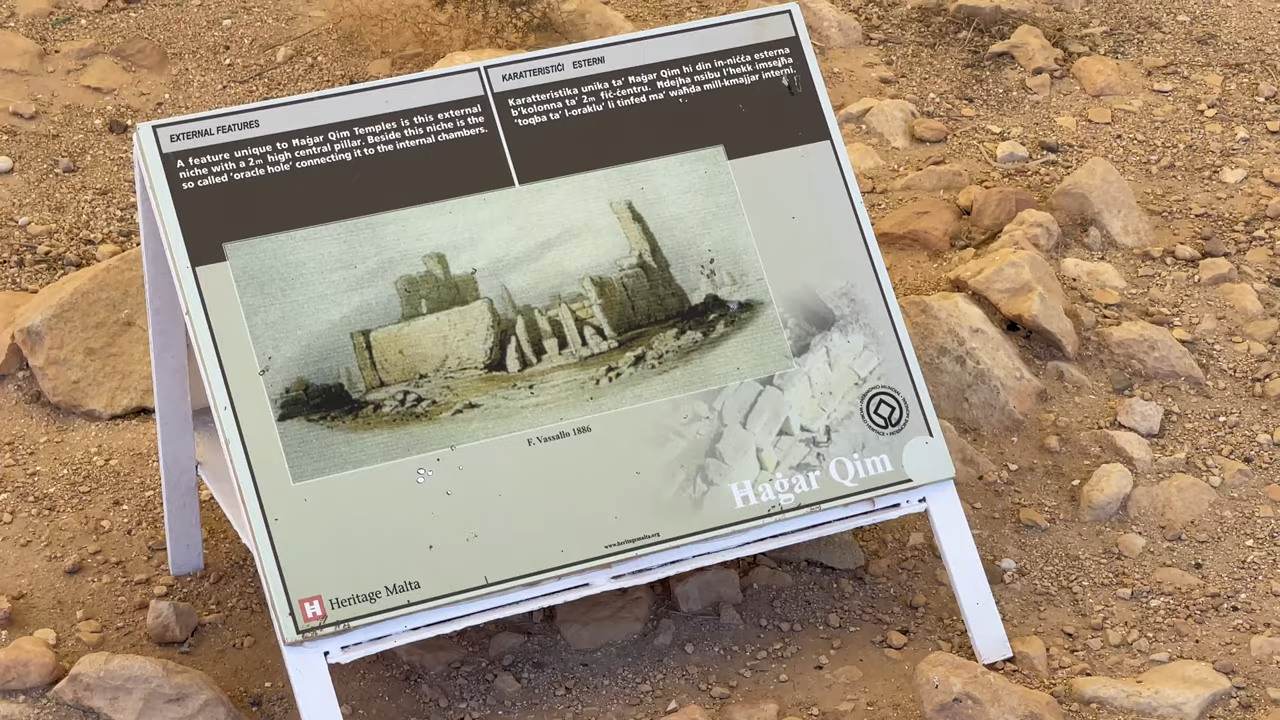 EXTERNAL FEATURES
A feature unique to Ħaġar Qim Temples is this external
niche with a 2m high central pillar. Beside this niche is the
so called ‘oracle hole’ connecting it to the internal chambers.
KARATTERISTIĊI ESTERNI
Karatteristika unika ta’ Ħaġar Qim hi din in-niċċa esterna
b’kolonna ta’ 2m fiċ-ċentru. Ħdejha nsibu l’hekk imsejħa
‘toqba ta’ l-oraklu’ li tinfed ma’ waħda mill-kmajjar interni.
F. Vassallo 1886
Ħaġar Qim
www.heritagemalta.org
H Heritage Malta